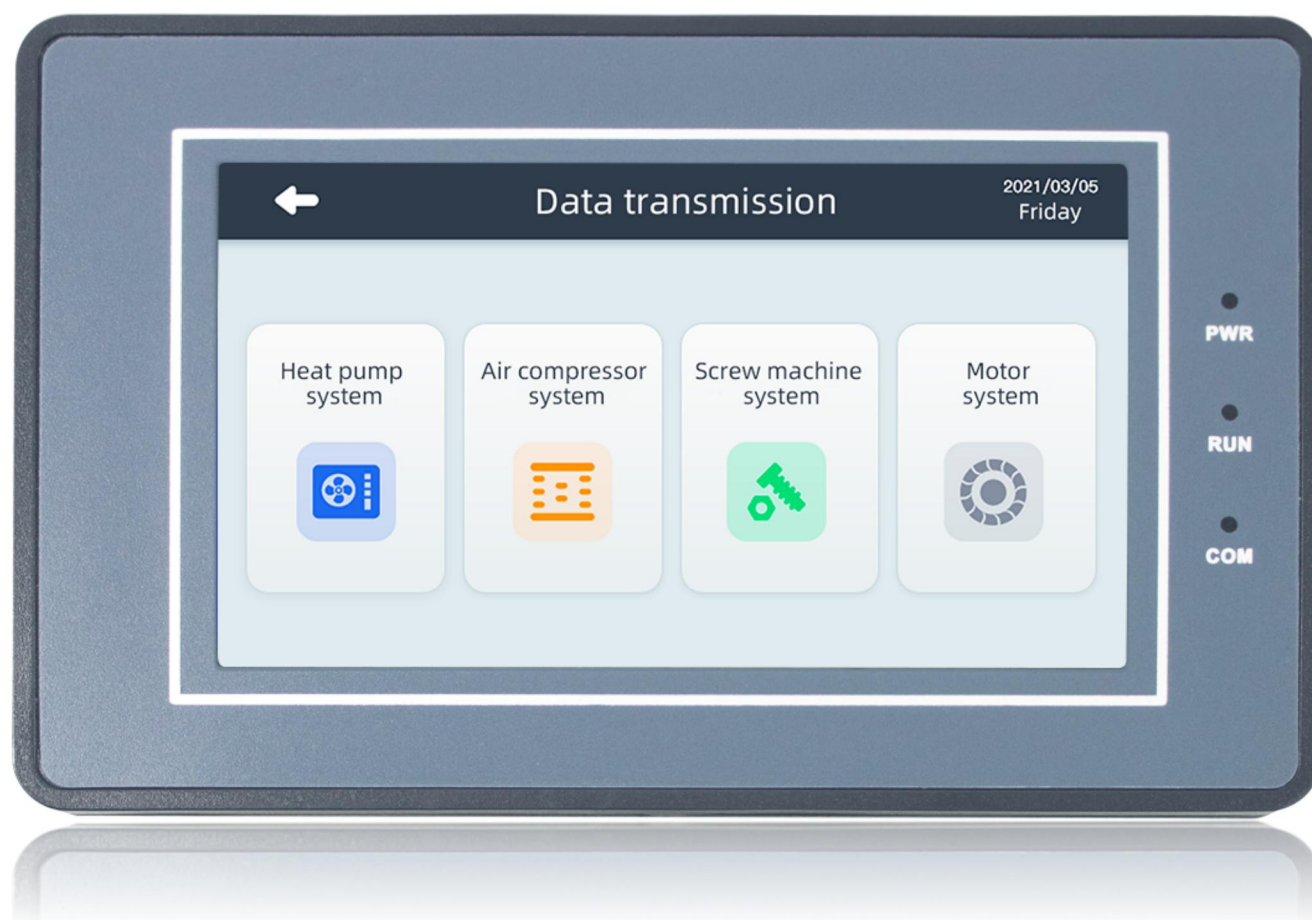 Data transmission
2021/03/05
Friday
Heat pump
system
Air compressor
system
Screw machine
system
Motor
system
PWR
RUN
COM